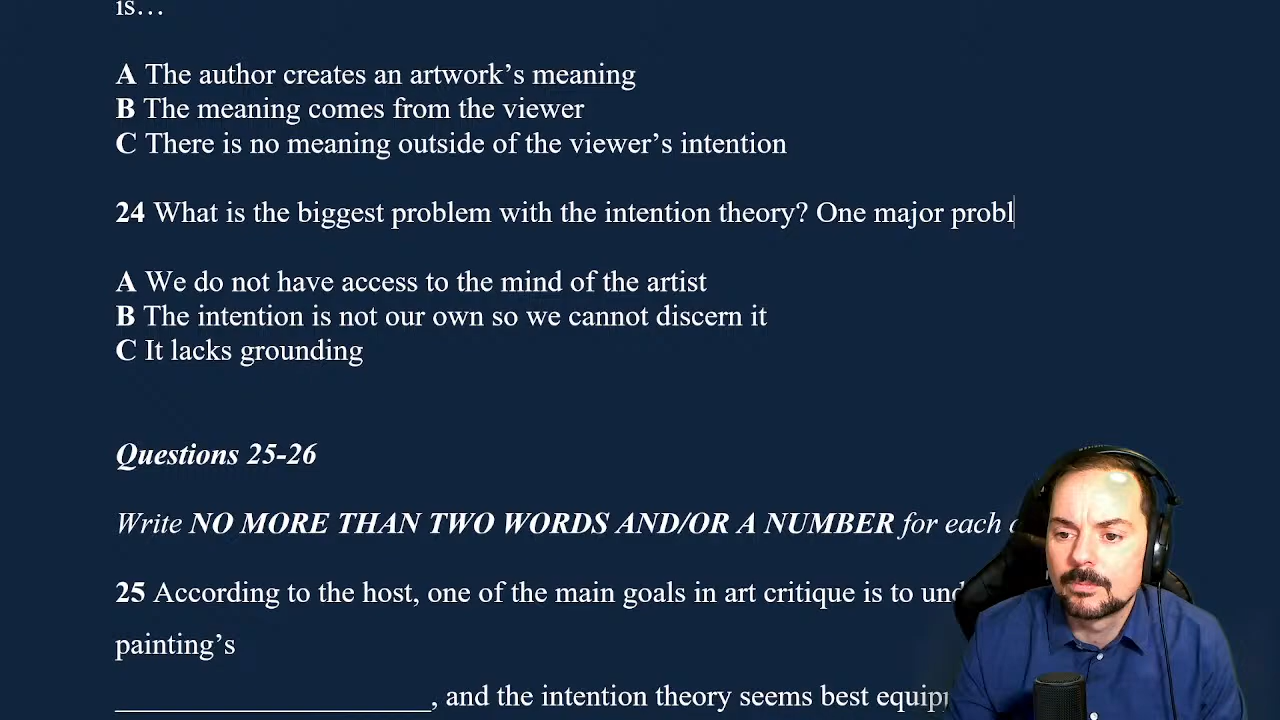 is…
A The author creates an artwork’s meaning
B The meaning comes from the viewer
C There is no meaning outside of the viewer’s intention
24 What is the biggest problem with the intention theory? One major probl
A We do not have access to the mind of the artist
B The intention is not our own so we cannot discern it
C It lacks grounding
Questions 25-26
Write NO MORE THAN TWO WORDS AND/OR A NUMBER for each
25 According to the host, one of the main goals in art critique is to
painting’s
____________________, and the intention theory seems best